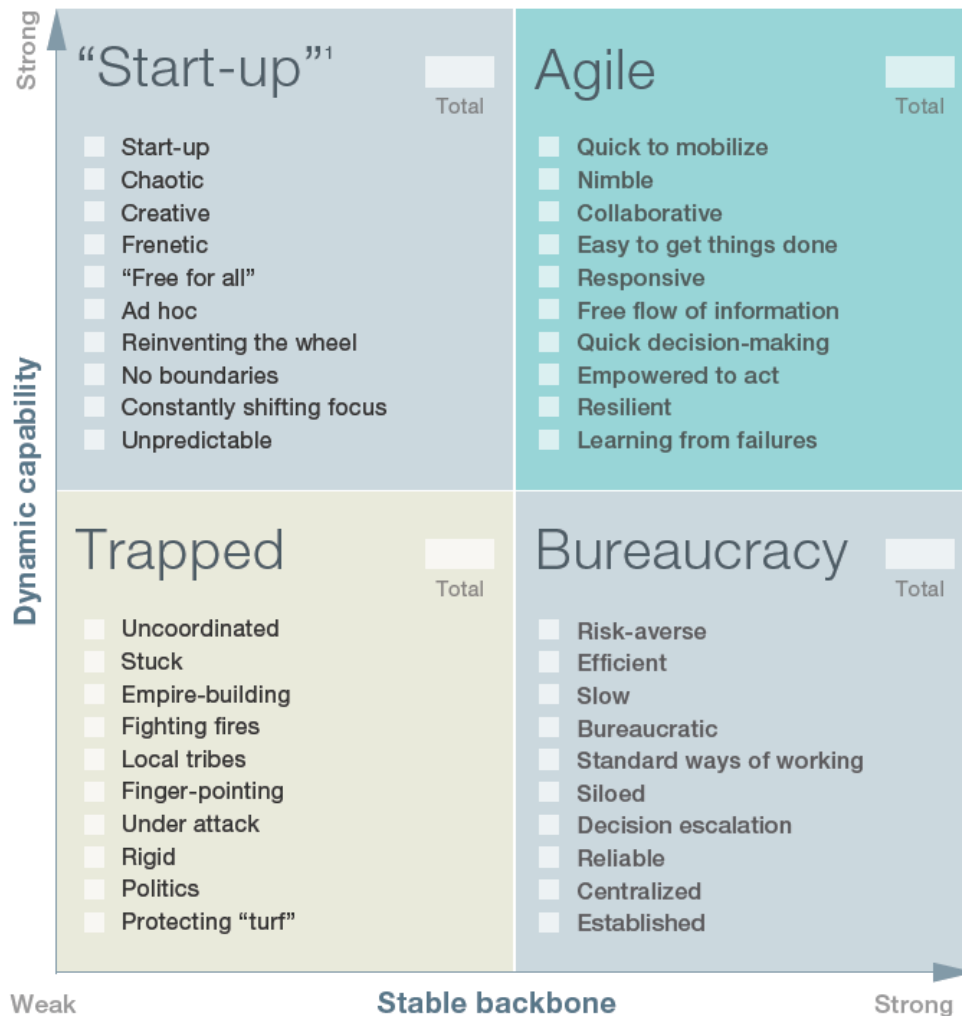 Strong
“Start-up”1
Total
Start-up
Chaotic
Creative
Frenetic
“Free for all”
Ad hoc
Reinventing the wheel
No boundaries
Constantly shifting focus
Unpredictable
Agile
Total
Quick to mobilize
Nimble
Collaborative
Easy to get things done
Responsive
Free flow of information
Quick decision-making
Empowered to act
Resilient
Learning from failures
Dynamic capability
Trapped
Total
Uncoordinated
Stuck
Empire-building
Fighting fires
Local tribes
Finger-pointing
Under attack
Rigid
Politics
Protecting “turf”
Bureaucracy
Total
Risk-averse
Efficient
Slow
Bureaucratic
Standard ways of working
Siloed
Decision escalation
Reliable
Centralized
Established
Weak
Stable backbone
Strong